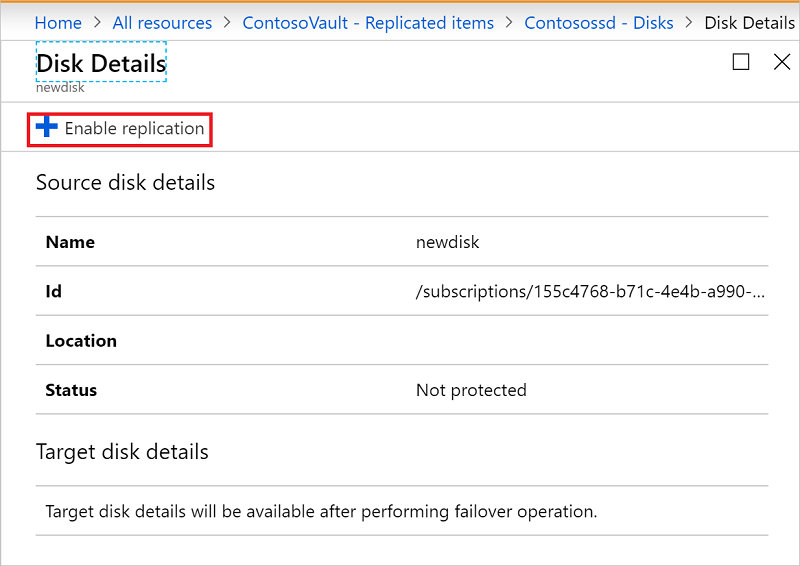 Home > All resources > ContosoVault - Replicated items > Contosossd - Disks > Disk Details
Disk Details
newdisk
Enable replication
Source disk details
Name newdisk
Id /subscriptions/155c4768-b71c-4e4b-a990-...
Location
Status Not protected
Target disk details
Target disk details will be available after performing failover operation.